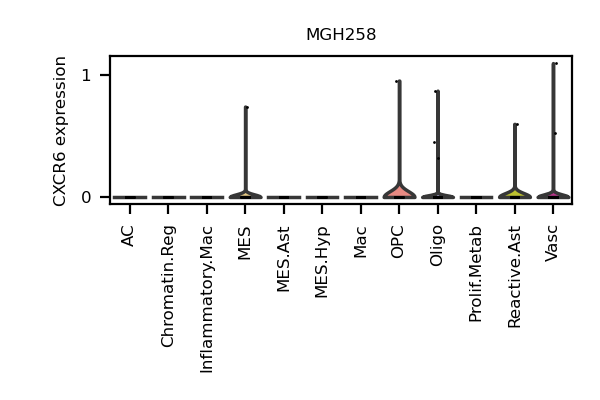 MGH258
CXCR6 expression
1
0
AC
Chromatin.Reg
Inflammatory.Mac
MES
MES.Ast
MES.Hyp
Mac
OPC
Oligo
Prolif.Metab
Reactive.Ast
Vasc